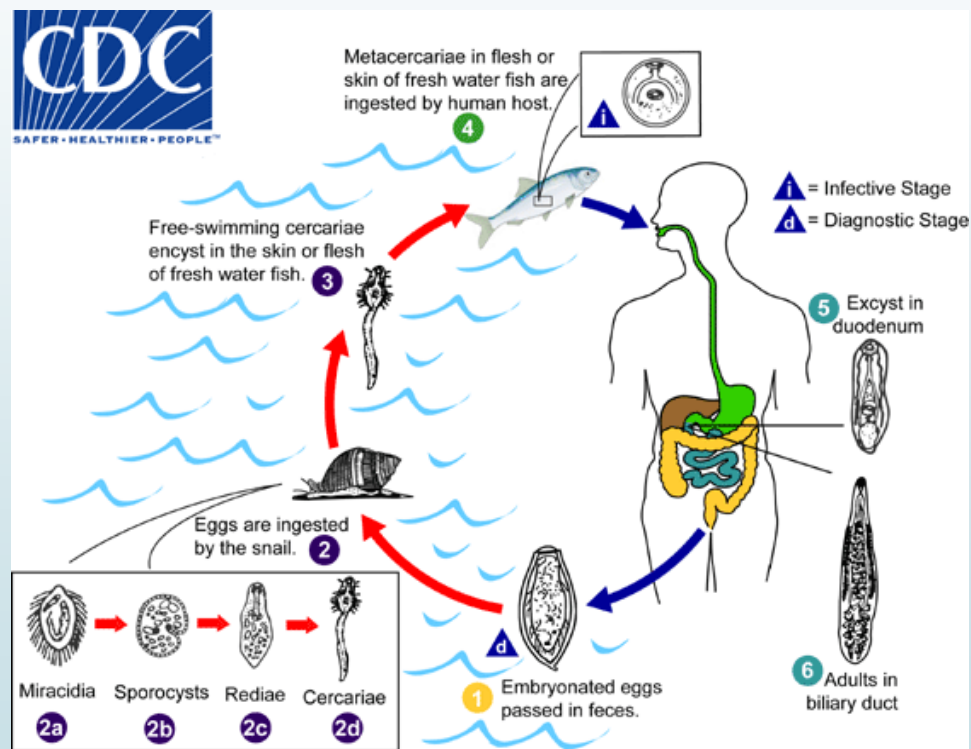 CDC
SAFER•HEALTHIER•PEOPLE™
Metacercariae in flesh or
skin of fresh water fish are
ingested by human host.
4
i
i = Infective Stage
d = Diagnostic Stage
Free-swimming cercariae
encyst in the skin or flesh
of fresh water fish.
3
5
Excyst in
duodenum
Eggs are ingested
by the snail.
2
Miracidia
Sporocysts
Rediae
Cercariae
2a
2b
2c
2d
d
1
Embryonated eggs
passed in feces.
6
Adults in
biliary duct